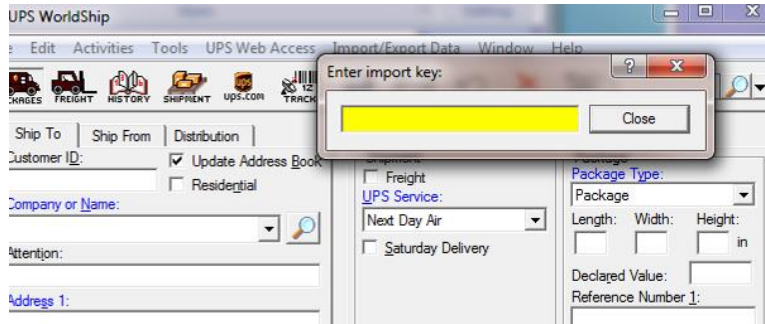 UPS WorldShip
Edit Activities Tools UPS Web Access Import/Export Data Window Help
Enter import key:
Close
FREIGHT HISTORY SHIPMENT ups.com TRACK
Ship To Ship From Distribution
Customer ID:
Update Address Book
Residential
Company or Name:
Attention:
Address 1:
Shipment
Freight
UPS Service:
Next Day Air
Saturday Delivery
Package
Package Type:
Package
Length: Width: Height:
in
Declared Value:
Reference Number 1: